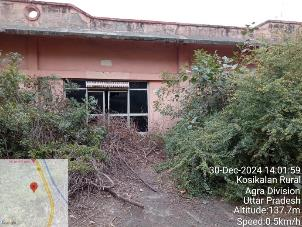 30-Dec-2024 14:01:59
Kosikalan Rural
Agra Division
Uttar Pradesh
Altitude:137.7m
Speed:0.5km/h